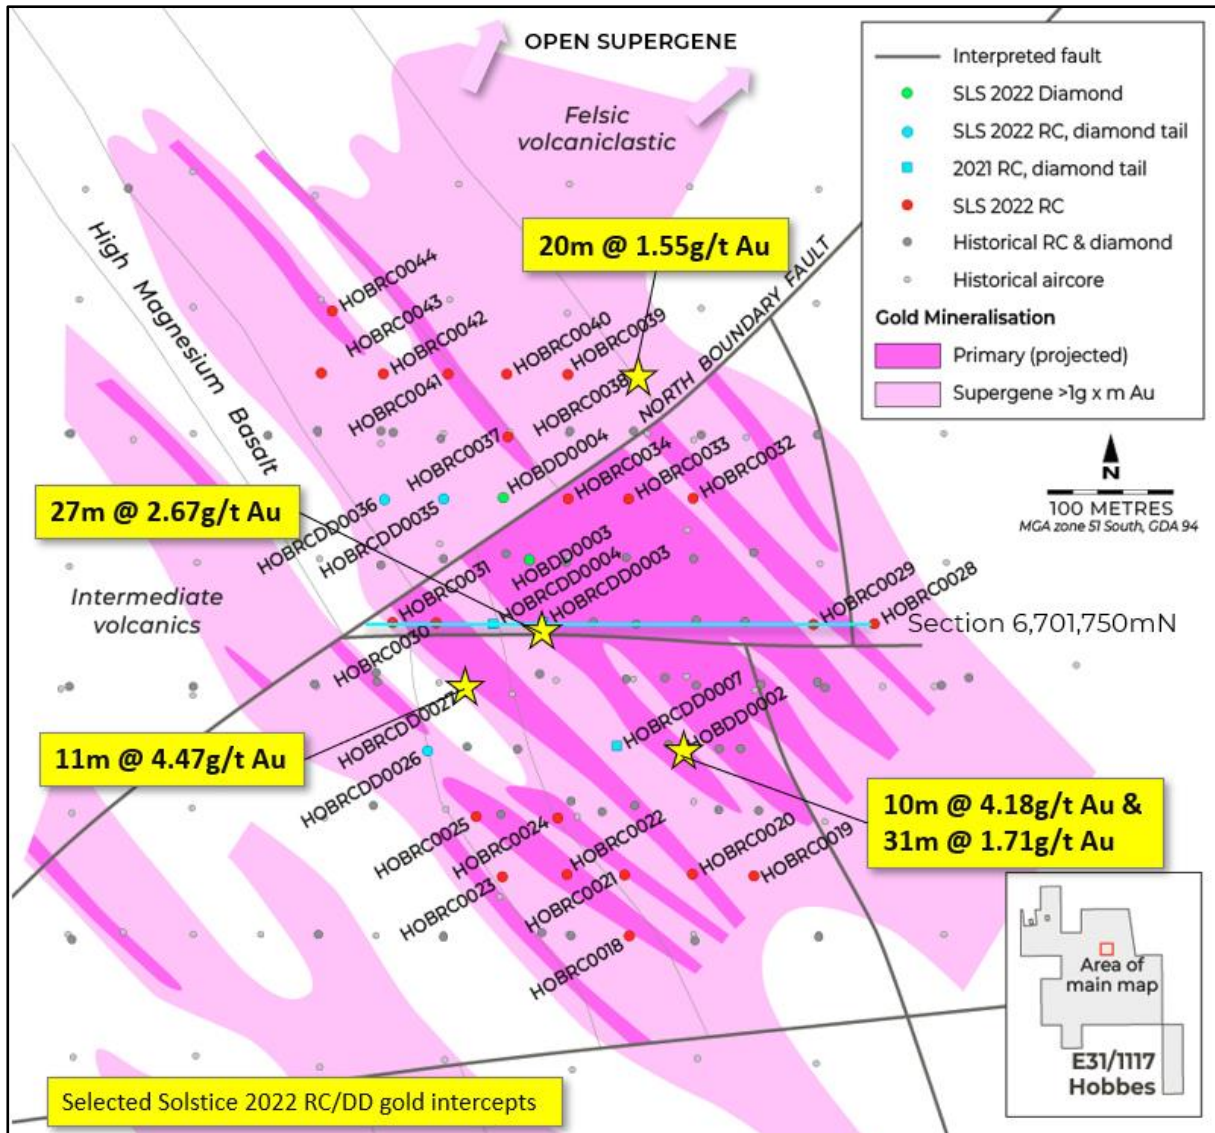 OPEN SUPERGENE
Felsic
volcaniclastic
Interpreted fault
SLS 2022 Diamond
SLS 2022 RC, diamond tail
2021 RC, diamond tail
SLS 2022 RC
Historical RC & diamond
Historical aircore
Gold Mineralisation
Primary (projected)
Supergene >1g x m Au
N
100 METRES
MGA zone 51 South, GDA 94
High Magnesium Basalt
20m @ 1.55g/t Au
NORTH BOUNDARY FAULT
HOBRC0044
HOBRC0043
HOBRC0042
HOBRC0041
HOBRC0040
HOBRC0039
HOBRC0038
HOBRC0037
HOBDD0004
HOBRC0034
HOBRC0033
HOBRC0032
27m @ 2.67g/t Au
HOBRCDD0036
HOBRCDD0035
HOBDD0003
HOBRCDD0004
HOBRCDD0003
HOBRC0031
HOBRC0029
HOBRC0028
Intermediate
volcanics
Section 6,701,750mN
HOBRC0030
HOBRCDD0027
HOBRCDD0007
HOBDD0002
11m @ 4.47g/t Au
HOBRCDD0026
10m @ 4.18g/t Au &
31m @ 1.71g/t Au
HOBRC0025
HOBRC0024
HOBRC0022
HOBRC0020
HOBRC0019
HOBRC0023
HOBRC0021
HOBRC0018
Area of
main map
E31/1117
Hobbes
Selected Solstice 2022 RC/DD gold intercepts